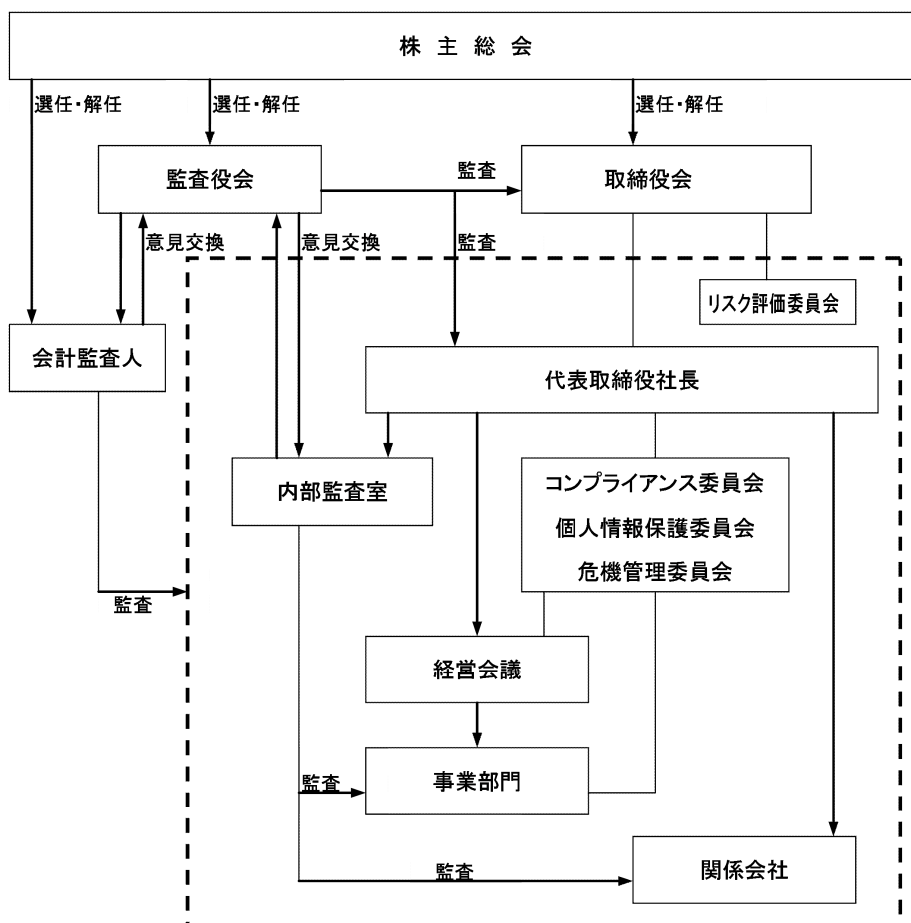 株主総会
選任・解任
選任・解任
選任・解任
監査役会
監査
取締役会
意見交換
意見交換
監査
リスク評価委員会
会計監査人
代表取締役社長
内部監査室
コンプライアンス委員会
個人情報保護委員会
危機管理委員会
監査
経営会議
監査
事業部門
監査
関係会社